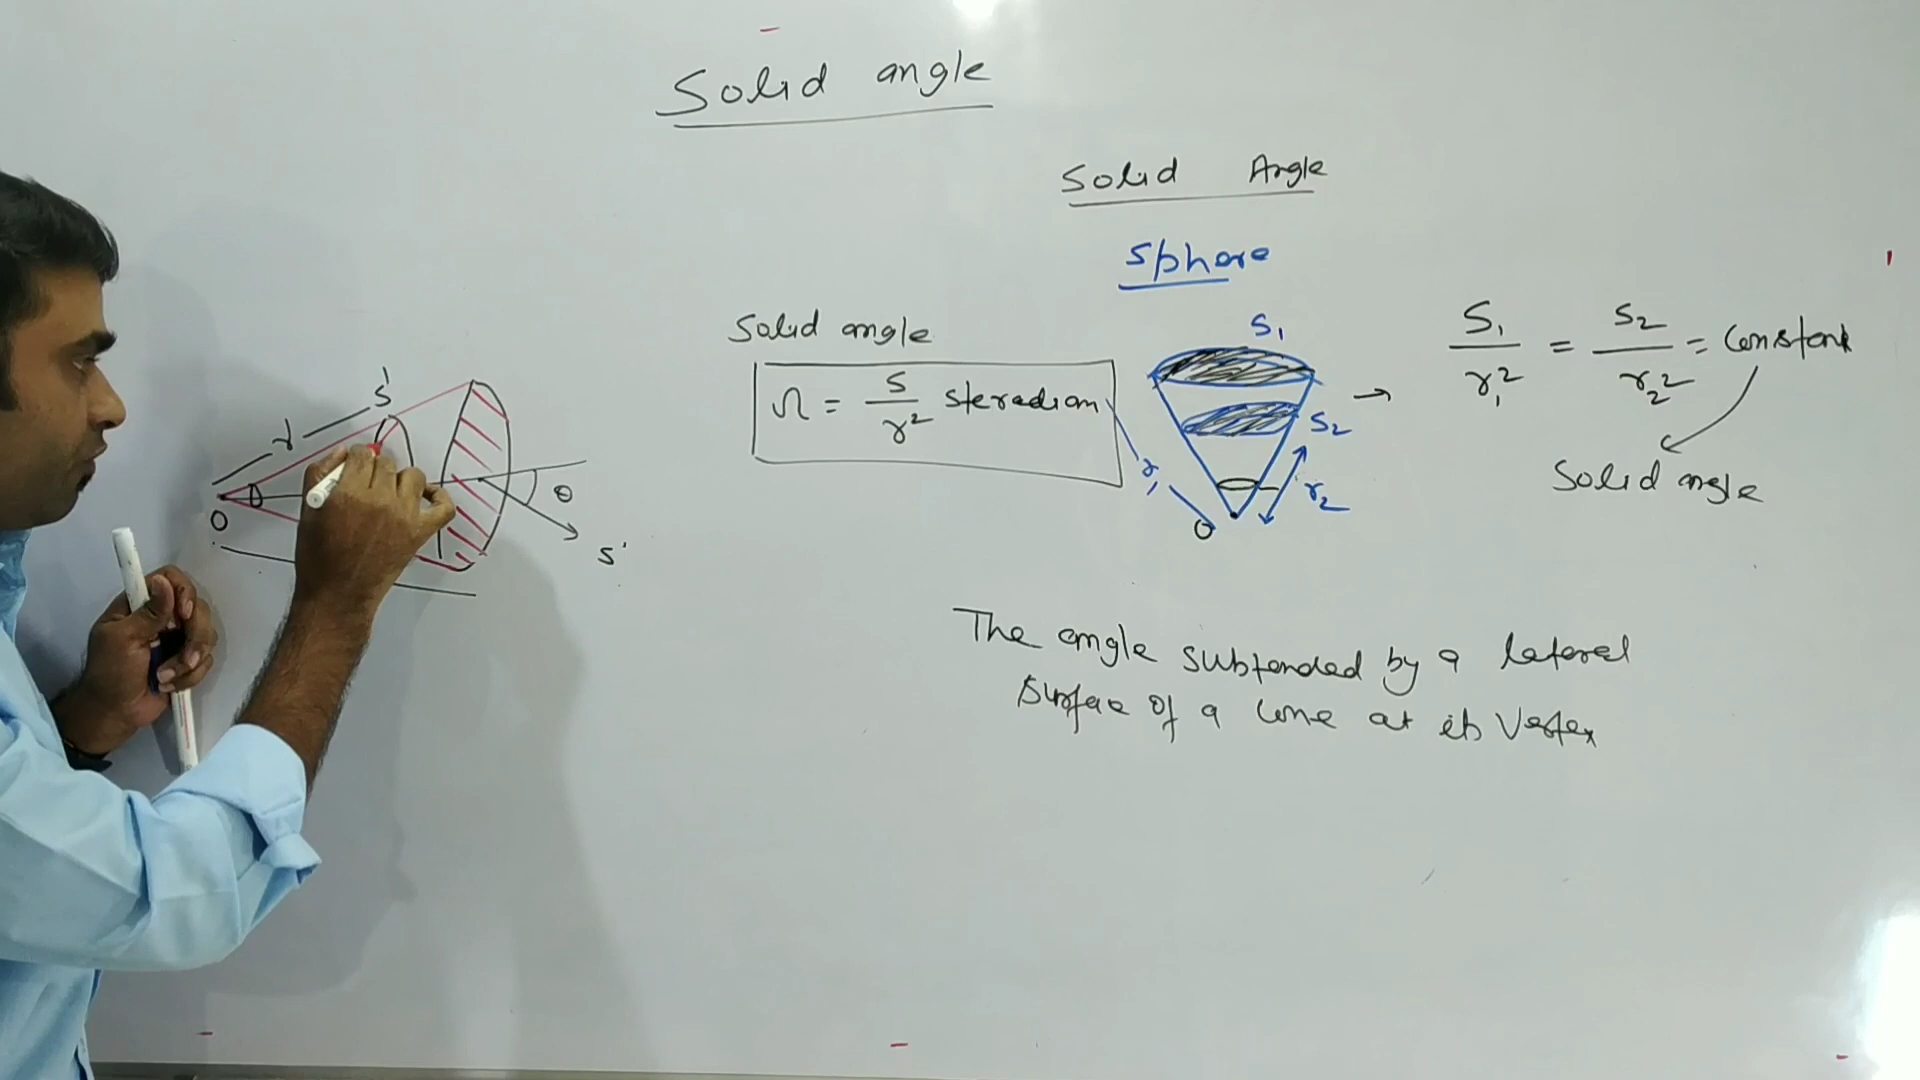 Solid angle
Solid Angle
Sphere
Solid angle
Ω = S/r² steradian
S₁
S₂
r₁
r₂
O
S₁/r₁² = S₂/r₂² = Constant
Solid angle
S'
r
O
θ
S'
The angle subtended by a lateral
Surface of a cone at its Vertex